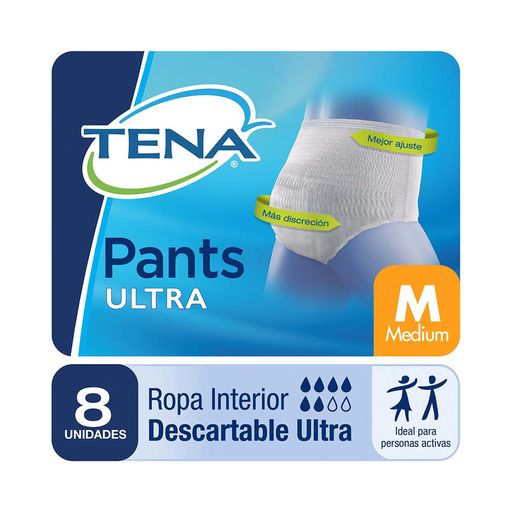 TENA®
Mejor ajuste
Más discreción
Pants
ULTRA
M
Medium
8
UNIDADES
Ropa Interior
Descartable Ultra
Ideal para
personas activas